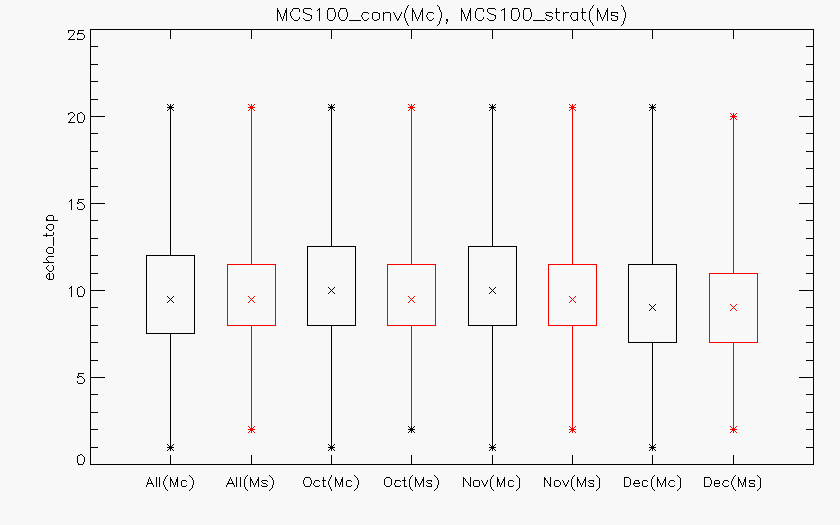 MCS100_conv(Mc), MCS100_strat(Ms)
25
20
15
10
5
0
echo_top
All(Mc) All(Ms) Oct(Mc) Oct(Ms) Nov(Mc) Nov(Ms) Dec(Mc) Dec(Ms)